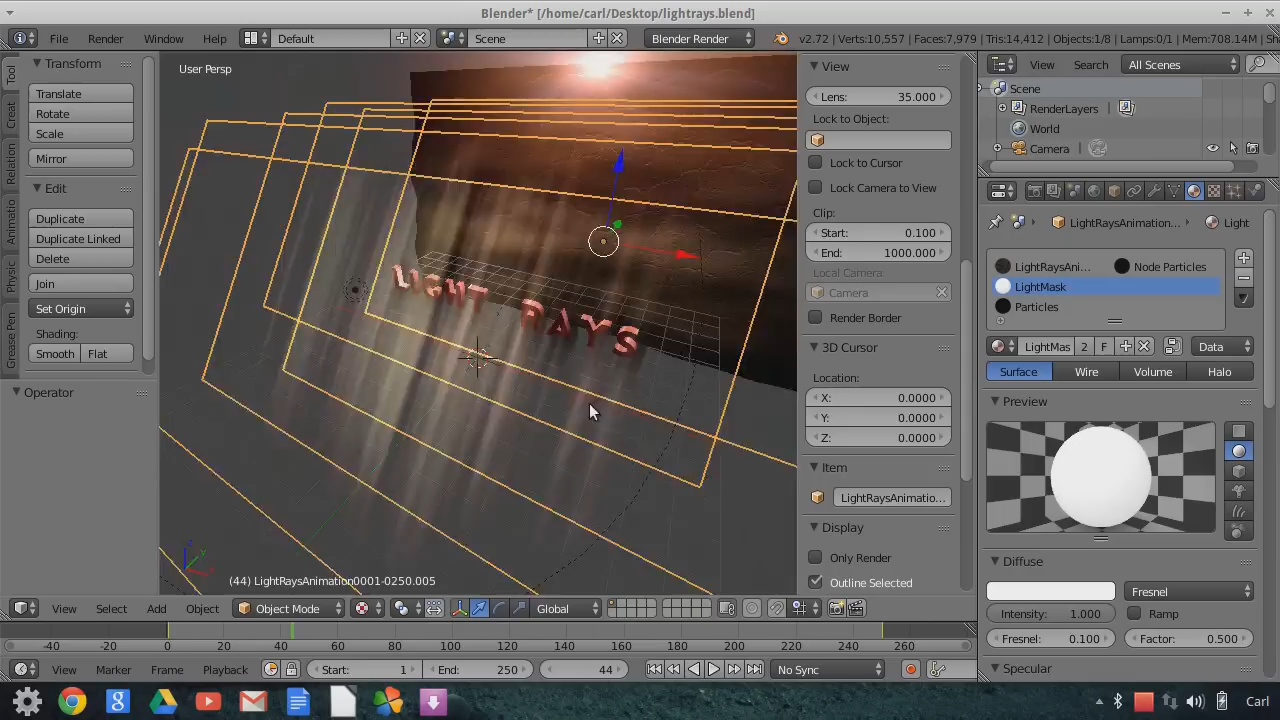 Blender* [/home/carl/Desktop/lightrays.blend]
File Render Window Help Default Scene Blender Render v2.72 | Verts:10,557 | Faces:7,979 | Tris:14,412 | Objects:1/8 | Lamps:0/1 | Mem:708.14M
Tool
Creat
Relation
Animatio
Physic
Grease Pen
Transform
Translate
Rotate
Scale
Mirror
Edit
Duplicate
Duplicate Linked
Delete
Join
Set Origin
Shading:
Smooth Flat
Operator
User Persp
LIGHT RAYS
(44) LightRaysAnimation0001-0250.005
View
Lens: 35.000
Lock to Object:
Lock to Cursor
Lock Camera to View
Clip:
Start: 0.100
End: 1000.000
Local Camera:
Camera
Render Border
3D Cursor
Location:
X: 0.0000
Y: 0.0000
Z: 0.0000
Item
LightRaysAnimatio...
Display
Only Render
Outline Selected
View Search All Scenes
Scene
RenderLayers |
World
Camera |
LightRaysAnimation... Light
LightRaysAni... Node Particles
LightMask
Particles
LightMas 2 F Data
Surface Wire Volume Halo
Preview
Diffuse
Fresnel
Intensity: 1.000 Ramp
Fresnel: 0.100 Factor: 0.500
Specular
View Select Add Object Object Mode Global
-40 -20 0 20 40 60 80 100 120 140 160 180 200 220 240 260
View Marker Frame Playback Start: 1 End: 250 44 No Sync
Carl